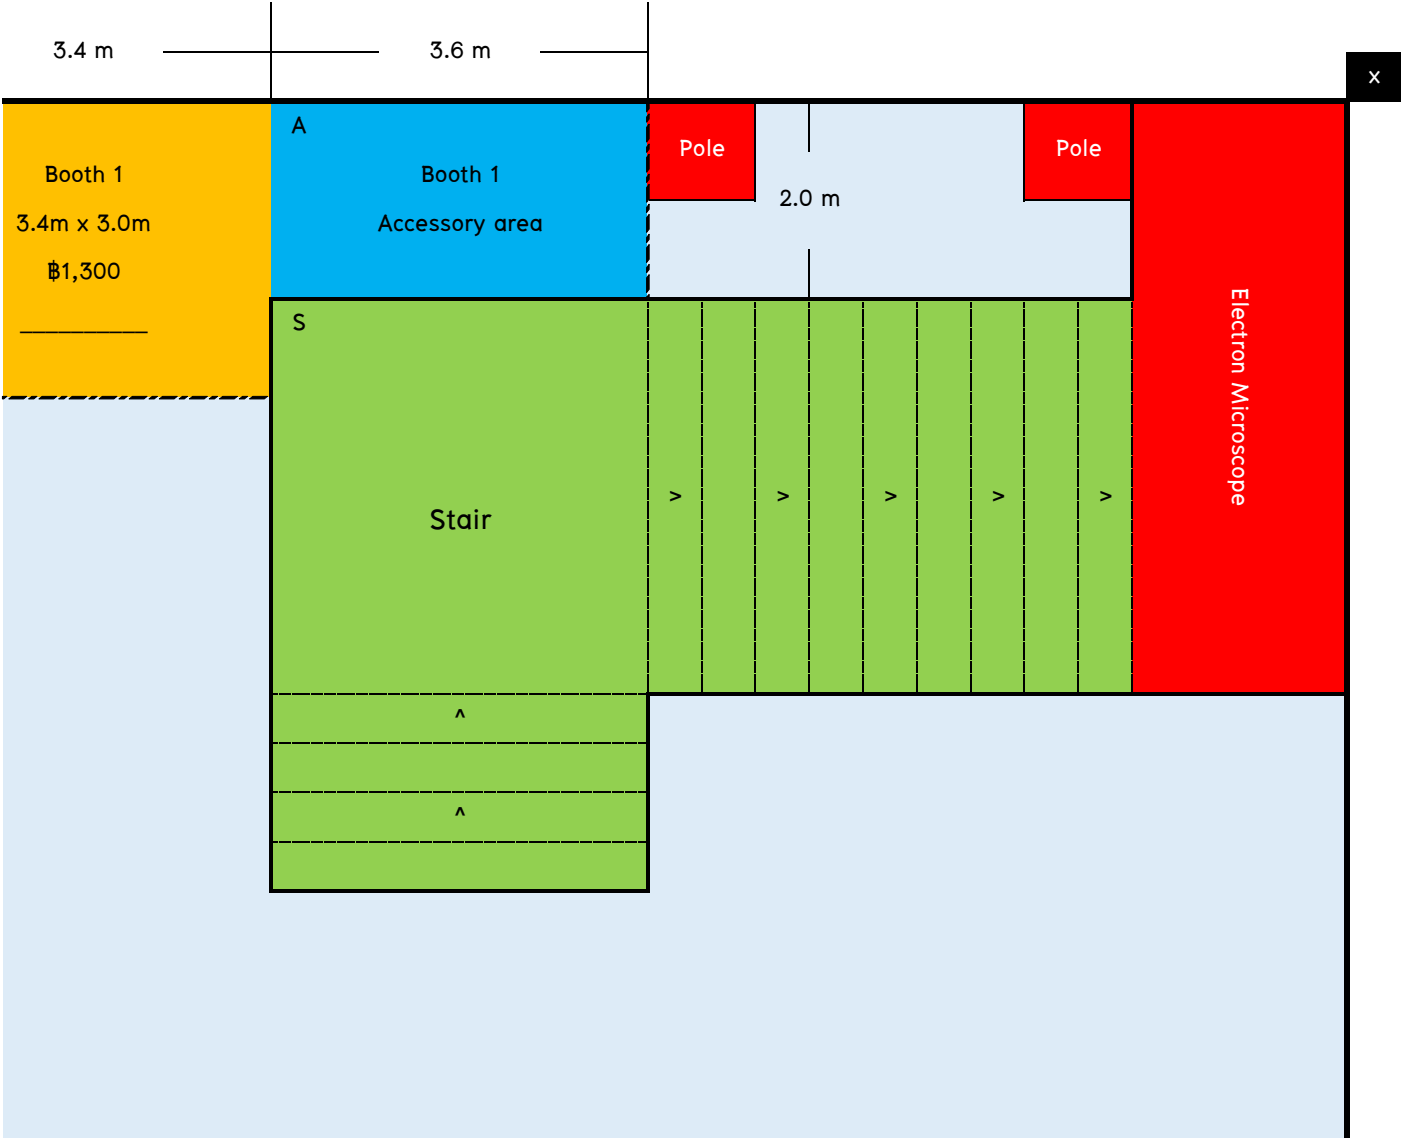 3.4 m
3.6 m
x
A
Booth 1
3.4m x 3.0m
฿1,300
__________
Booth 1
Accessory area
Pole
Pole
2.0 m
S
Stair
> > > > >
^
^
Electron Microscope